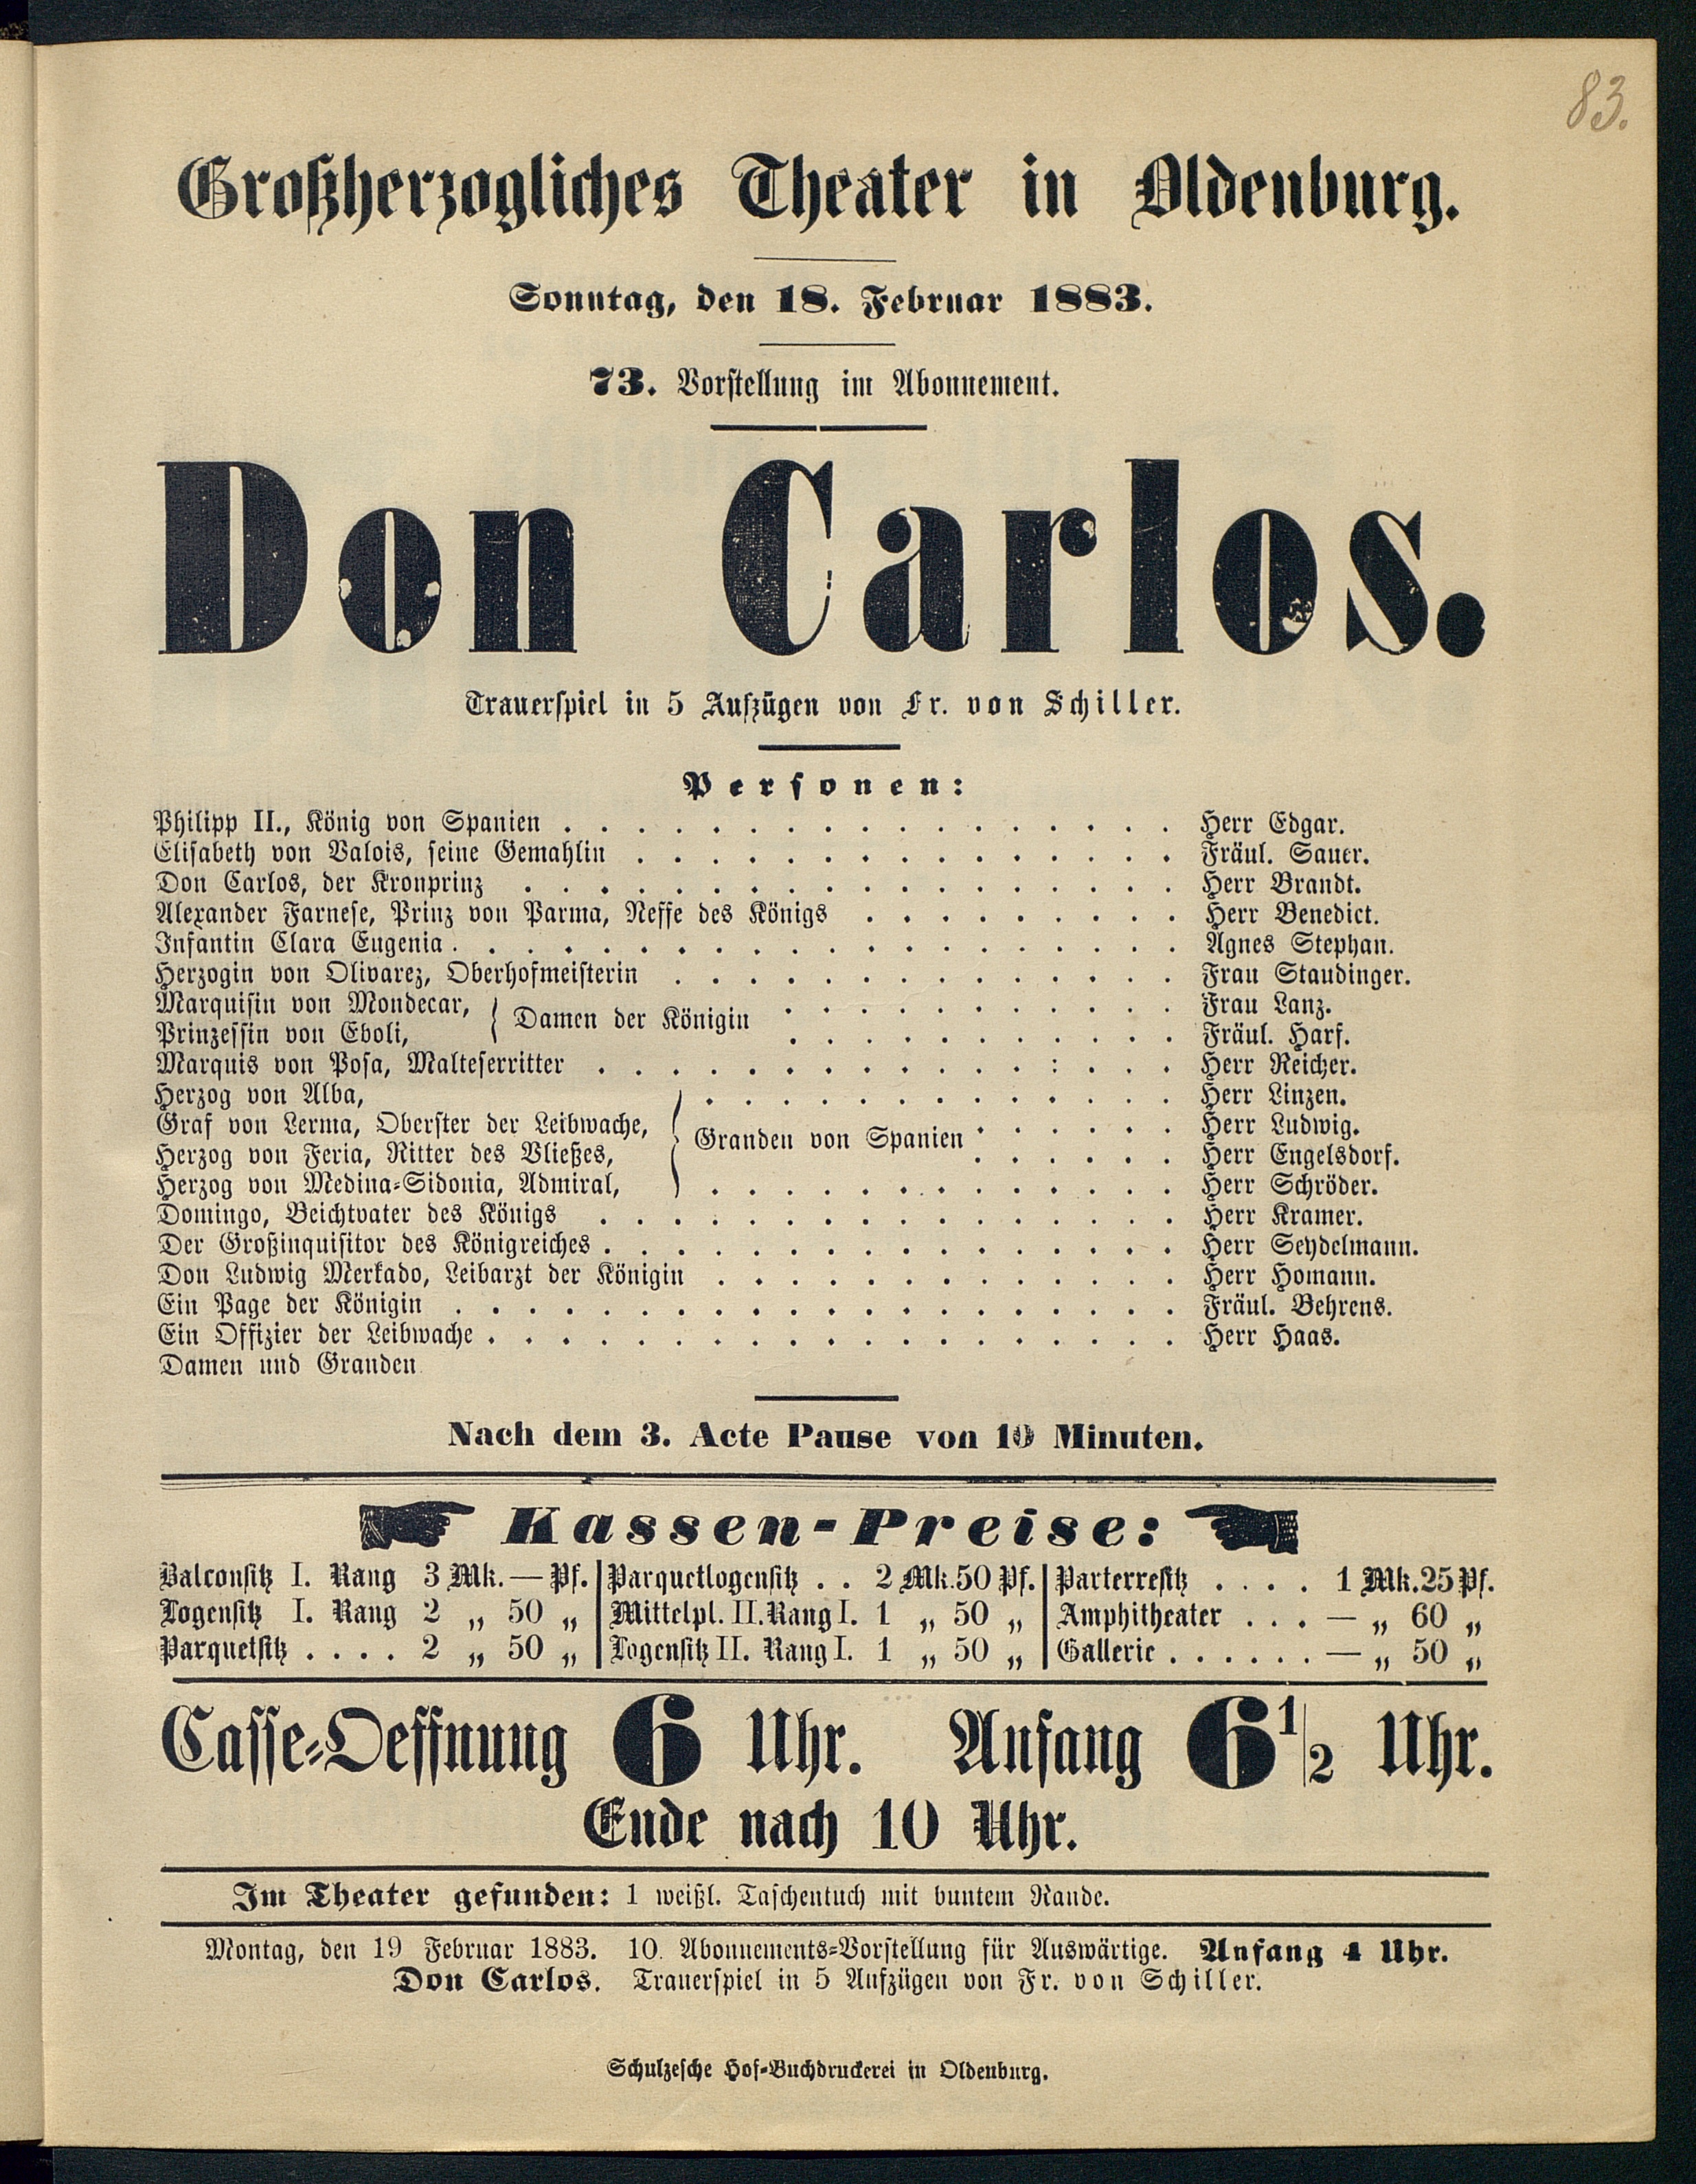 83.
Großherzogliches Theater in Oldenburg.
Sonntag, den 18. Februar 1883.
73. Vorstellung im Abonnement.
Don Carlos.
Trauerspiel in 5 Aufzügen von Fr. von Schiller.
Personen:
Philipp II., König von Spanien . . . . . . . . . . . . . . . . . Herr Edgar.
Elisabeth von Valois, seine Gemahlin . . . . . . . . . . . . . . . Fräul. Sauer.
Don Carlos, der Kronprinz . . . . . . . . . . . . . . . . . . Herr Brandt.
Alexander Farnese, Prinz von Parma, Neffe des Königs . . . . . . . . . Herr Benedict.
Infantin Clara Eugenia . . . . . . . . . . . . . . . . . . . . Agnes Stephan.
Herzogin von Olivarez, Oberhofmeisterin . . . . . . . . . . . . . . Frau Staudinger.
Marquisin von Mondecar, } Damen der Königin . . . . . . . . . . . Frau Lanz.
Prinzessin von Eboli, . . . . . . . . . . . Fräul. Harf.
Marquis von Posa, Malteserritter . . . . . . . . . . . . . . . . Herr Reicher.
Herzog von Alba, . . . . . . . . . . . . . Herr Linzen.
Graf von Lerma, Oberster der Leibwache, } Granden von Spanien . . . . . . Herr Ludwig.
Herzog von Feria, Ritter des Vließes, . . . . . . Herr Engelsdorf.
Herzog von Medina-Sidonia, Admiral, . . . . . . . . . . . . . Herr Schröder.
Domingo, Beichtvater des Königs . . . . . . . . . . . . . . . . Herr Kramer.
Der Großinquisitor des Königreiches . . . . . . . . . . . . . . . . Herr Seydelmann.
Don Ludwig Merkado, Leibarzt der Königin . . . . . . . . . . . . . Herr Homann.
Ein Page der Königin . . . . . . . . . . . . . . . . . . . . Fräul. Behrens.
Ein Offizier der Leibwache . . . . . . . . . . . . . . . . . . . Herr Haas.
Damen und Granden
Nach dem 3. Acte Pause von 10 Minuten.
Kassen-Preise:
Balconsitz I. Rang 3 Mk. — Pf. | Parquetlogensitz . . 2 Mk. 50 Pf. | Parterresitz . . . . 1 Mk. 25 Pf.
Logensitz I. Rang 2 „ 50 „ | Mittelpl. II. Rang I. 1 „ 50 „ | Amphitheater . . . — „ 60 „
Parquetsitz . . . . 2 „ 50 „ | Logensitz II. Rang I. 1 „ 50 „ | Gallerie . . . . . . — „ 50 „
Casse-Oeffnung 6 Uhr. Anfang 6 1/2 Uhr.
Ende nach 10 Uhr.
Im Theater gefunden: 1 weißl. Taschentuch mit buntem Rande.
Montag, den 19 Februar 1883. 10. Abonnements-Vorstellung für Auswärtige. Anfang 4 Uhr.
Don Carlos. Trauerspiel in 5 Aufzügen von Fr. von Schiller.
Schulzesche Hof-Buchdruckerei in Oldenburg.